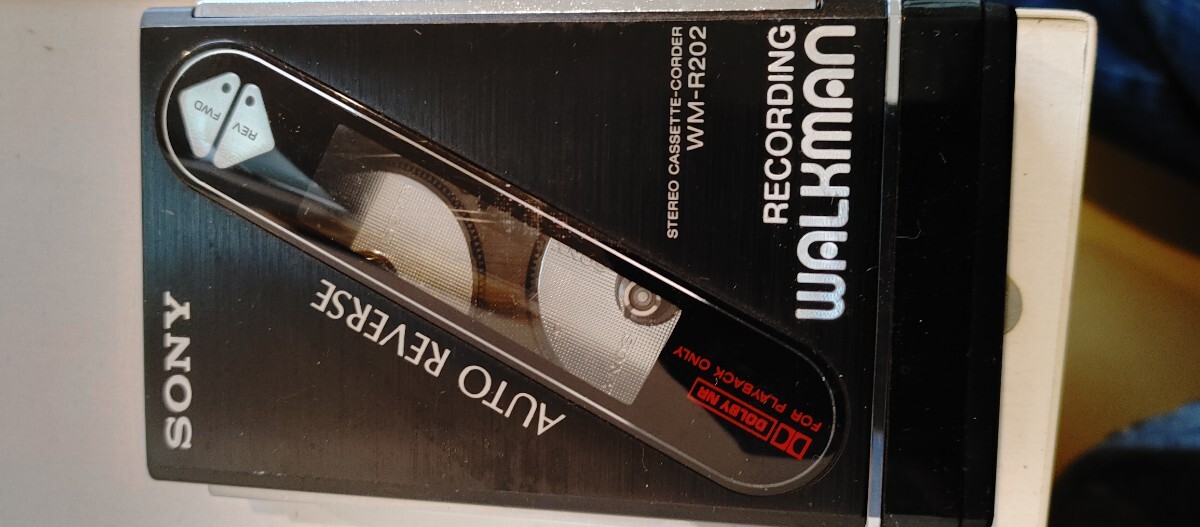 SONY
FWD
REV
AUTO REVERSE
DOLBY NR
FOR PLAYBACK ONLY
STEREO CASSETTE-CORDER
WM-R202
RECORDING
WALKMAN